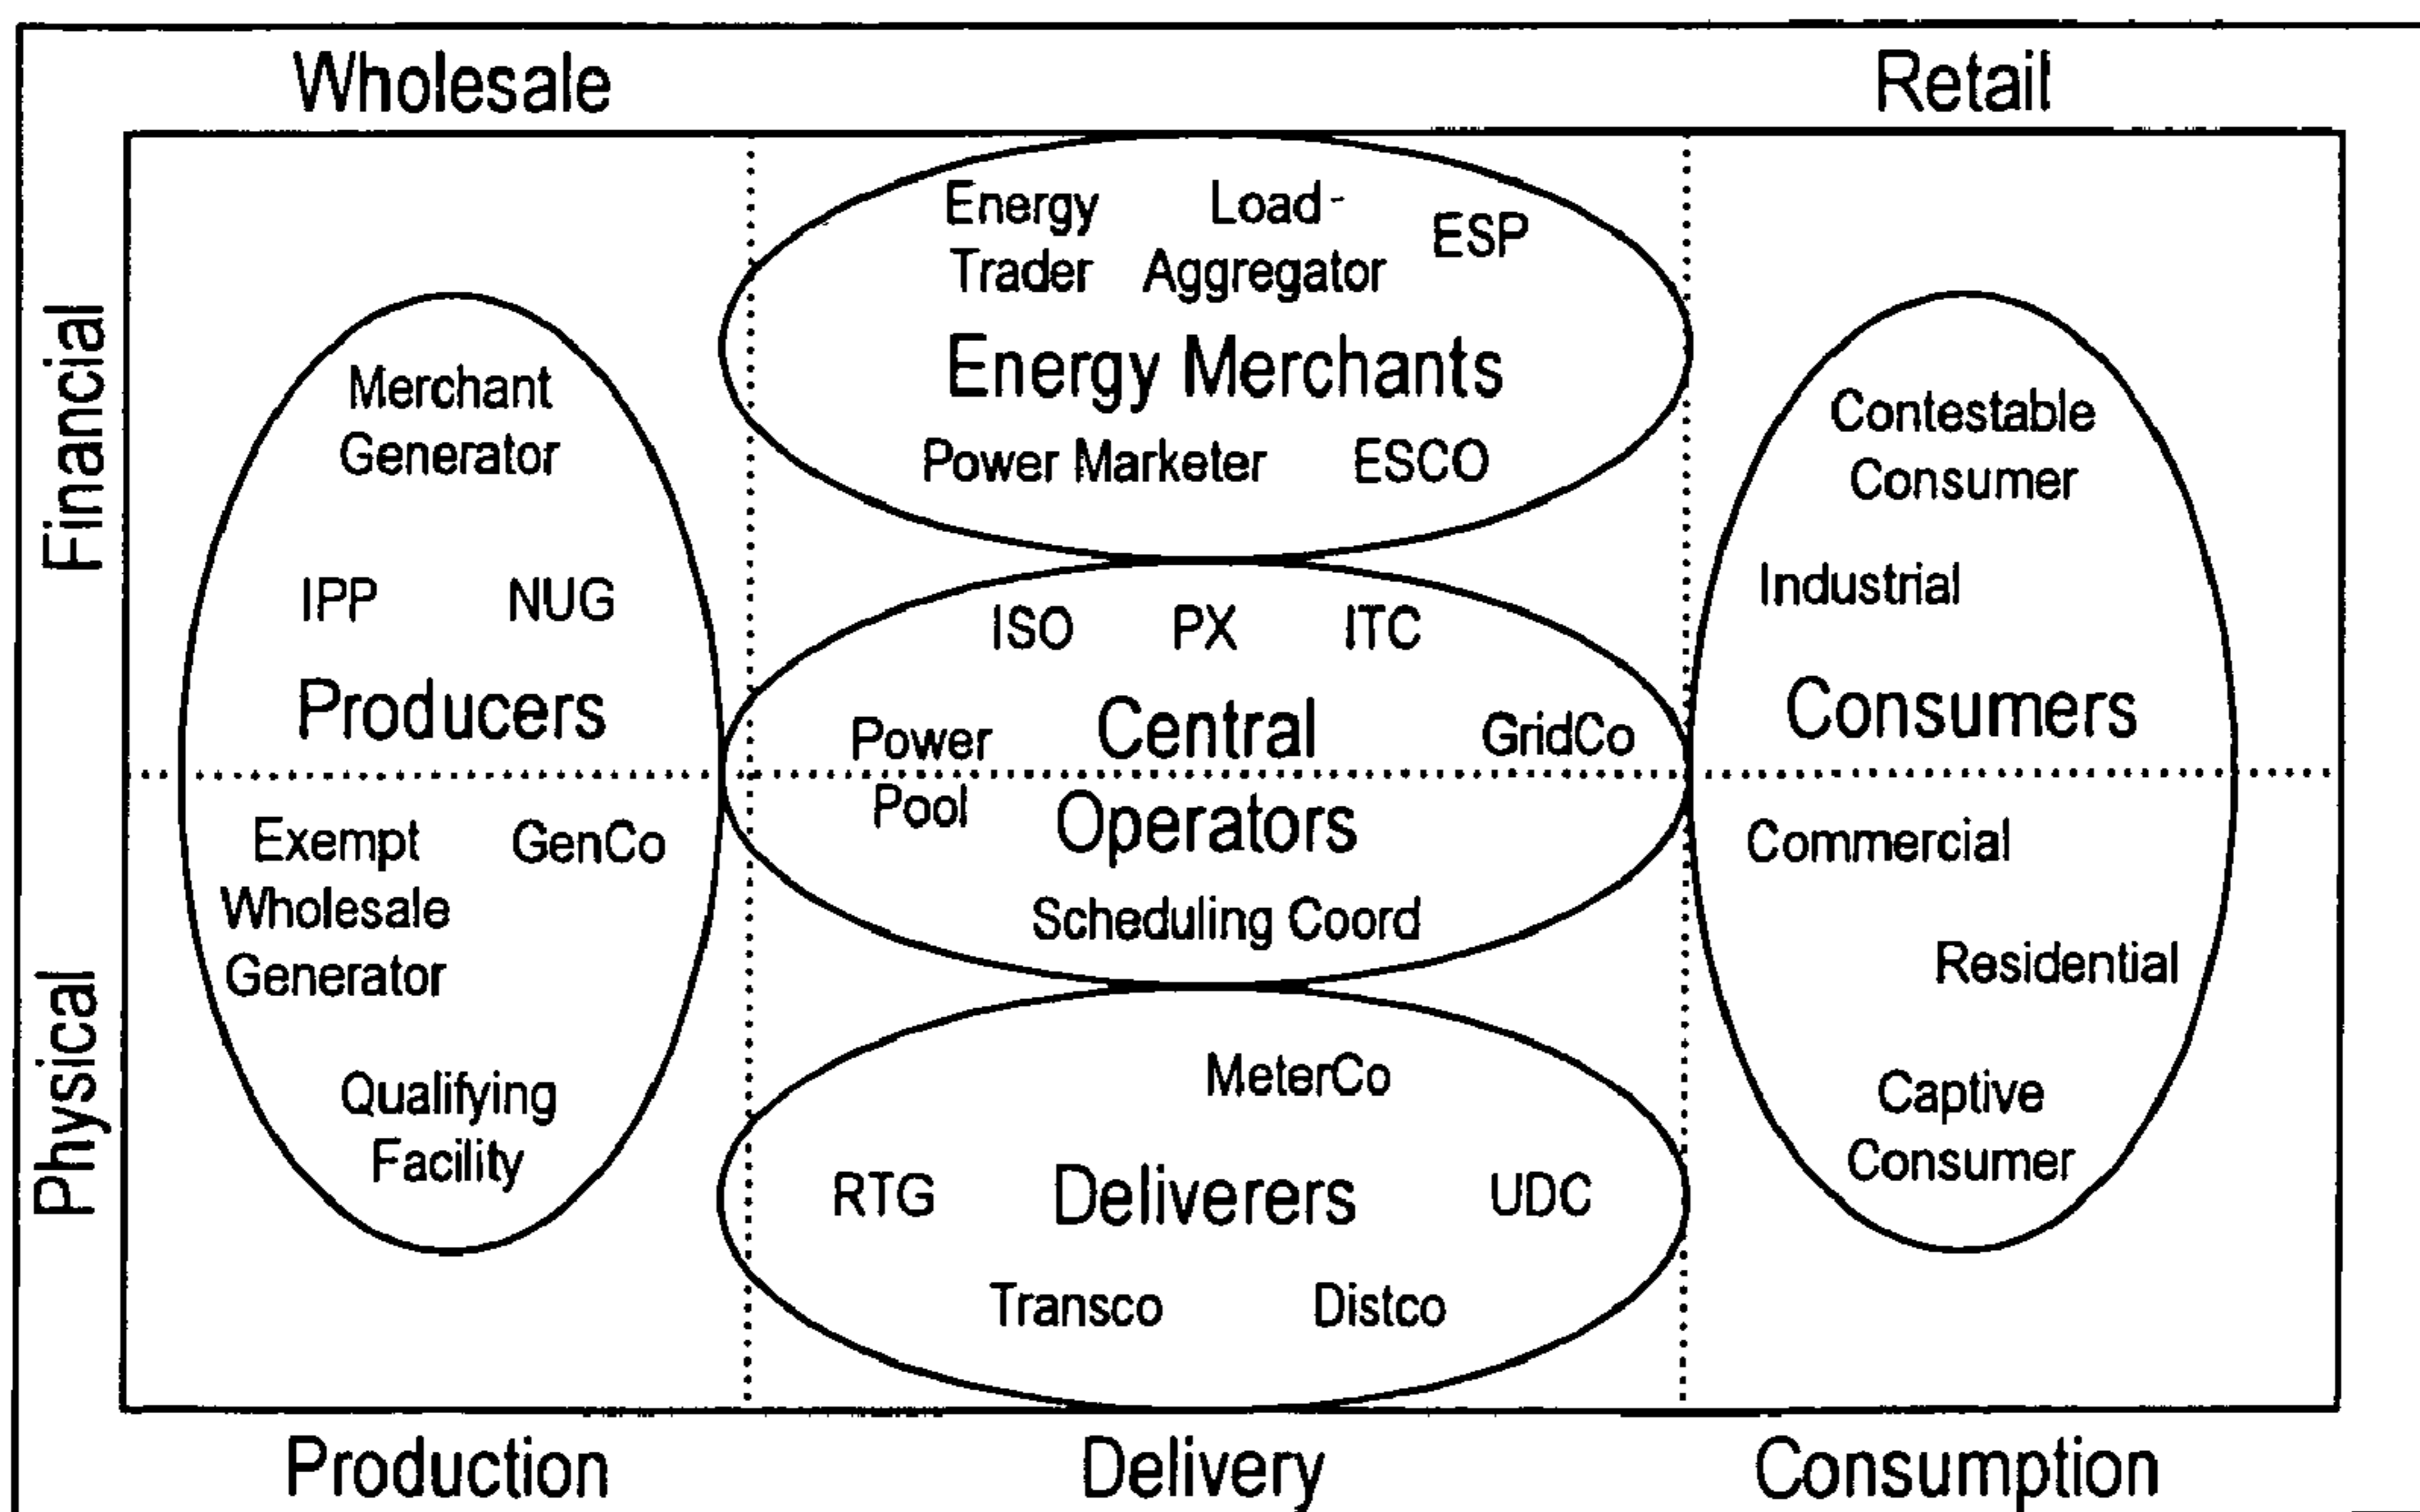 Wholesale
Retail
Financial
Physical
Merchant
Generator
IPP NUG
Producers
Exempt GenCo
Wholesale
Generator
Qualifying
Facility
Energy Load-
Trader Aggregator
ESP
Energy Merchants
Power Marketer ESCO
ISO PX ITC
Power
Pool
Central
Operators
GridCo
Scheduling Coord
MeterCo
RTG Deliverers UDC
Transco Distco
Contestable
Consumer
Industrial
Consumers
Commercial
Residential
Captive
Consumer
Production Delivery Consumption